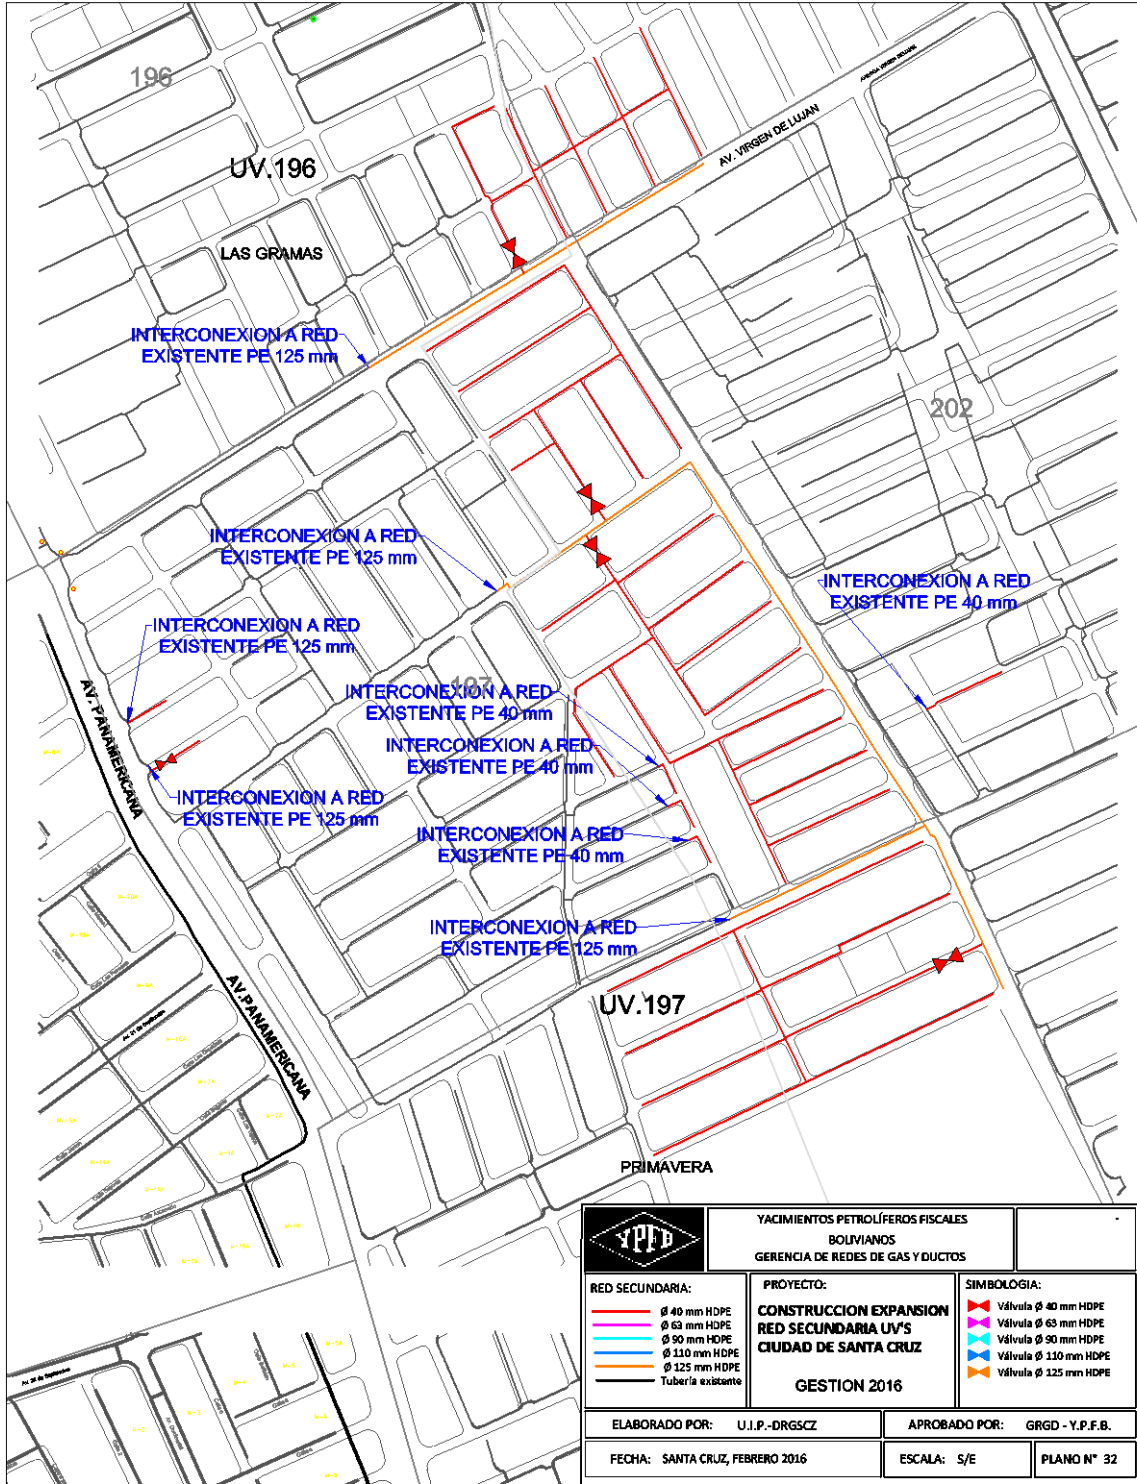 196
UV.196
LAS GRAMAS
AV. VIRGEN DE LUJAN
INTERCONEXION A RED
EXISTENTE PE 125 mm
202
INTERCONEXION A RED
EXISTENTE PE 125 mm
INTERCONEXION A RED
EXISTENTE PE 40 mm
INTERCONEXION A RED
EXISTENTE PE 125 mm
197
INTERCONEXION A RED
EXISTENTE PE 40 mm
INTERCONEXION A RED
EXISTENTE PE 40 mm
AV. PANAMERICANA
INTERCONEXION A RED
EXISTENTE PE 125 mm
INTERCONEXION A RED
EXISTENTE PE 40 mm
INTERCONEXION A RED
EXISTENTE PE 125 mm
AV.PANAMERICANA
UV.197
PRIMAVERA
YPFB
YACIMIENTOS PETROLÍFEROS FISCALES
BOLIVIANOS
GERENCIA DE REDES DE GAS Y DUCTOS
RED SECUNDARIA:
Ø 40 mm HDPE
Ø 63 mm HDPE
Ø 90 mm HDPE
Ø 110 mm HDPE
Ø 125 mm HDPE
Tubería existente
PROYECTO:
CONSTRUCCION EXPANSION
RED SECUNDARIA UV'S
CIUDAD DE SANTA CRUZ
GESTION 2016
SIMBOLOGIA:
Válvula Ø 40 mm HDPE
Válvula Ø 63 mm HDPE
Válvula Ø 90 mm HDPE
Válvula Ø 110 mm HDPE
Válvula Ø 125 mm HDPE
ELABORADO POR: U.I.P.-DRGSCZ
APROBADO POR: GRGD - Y.P.F.B.
FECHA: SANTA CRUZ, FEBRERO 2016
ESCALA: S/E
PLANO N° 32